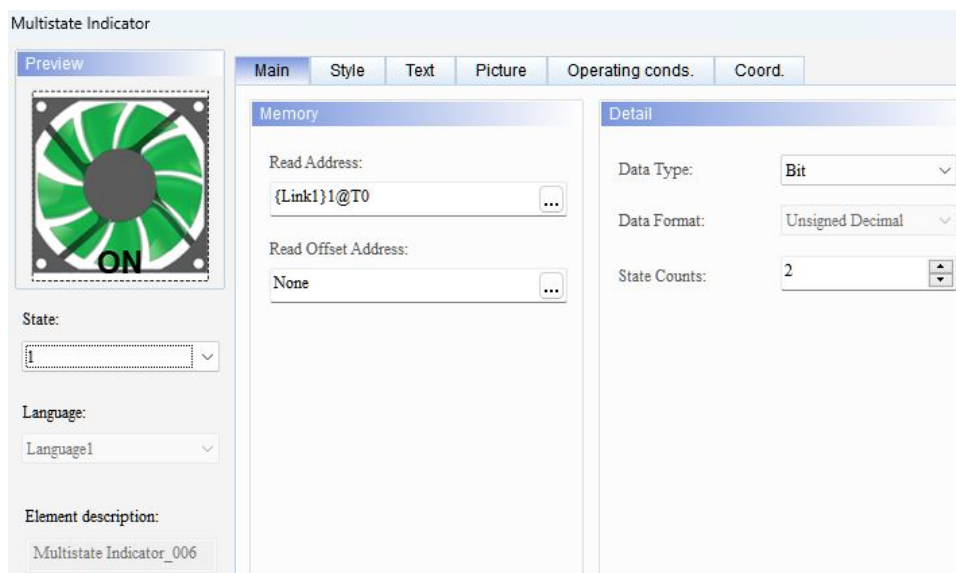 Multistate Indicator
Preview
ON
State:
1
Language:
Language1
Element description:
Multistate Indicator_006
Main Style Text Picture Operating conds. Coord.
Memory
Read Address:
{Link1}1@T0
...
Read Offset Address:
None
...
Detail
Data Type: Bit
Data Format: Unsigned Decimal
State Counts: 2